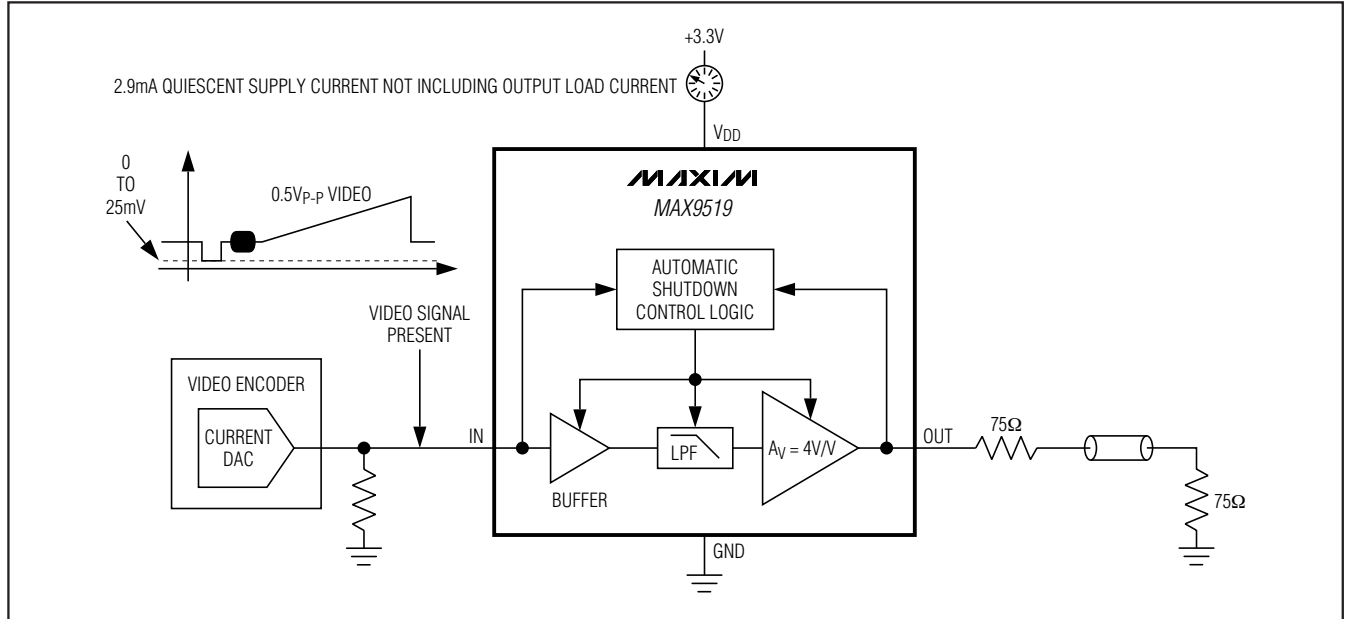 +3.3V
2.9mA QUIESCENT SUPPLY CURRENT NOT INCLUDING OUTPUT LOAD CURRENT
VDD
0
TO
25mV
0.5VP-P VIDEO
MAXIM
MAX9519
AUTOMATIC
SHUTDOWN
CONTROL LOGIC
VIDEO SIGNAL
PRESENT
VIDEO ENCODER
CURRENT
DAC
IN
BUFFER
LPF
AV = 4V/V
OUT
75Ω
75Ω
GND